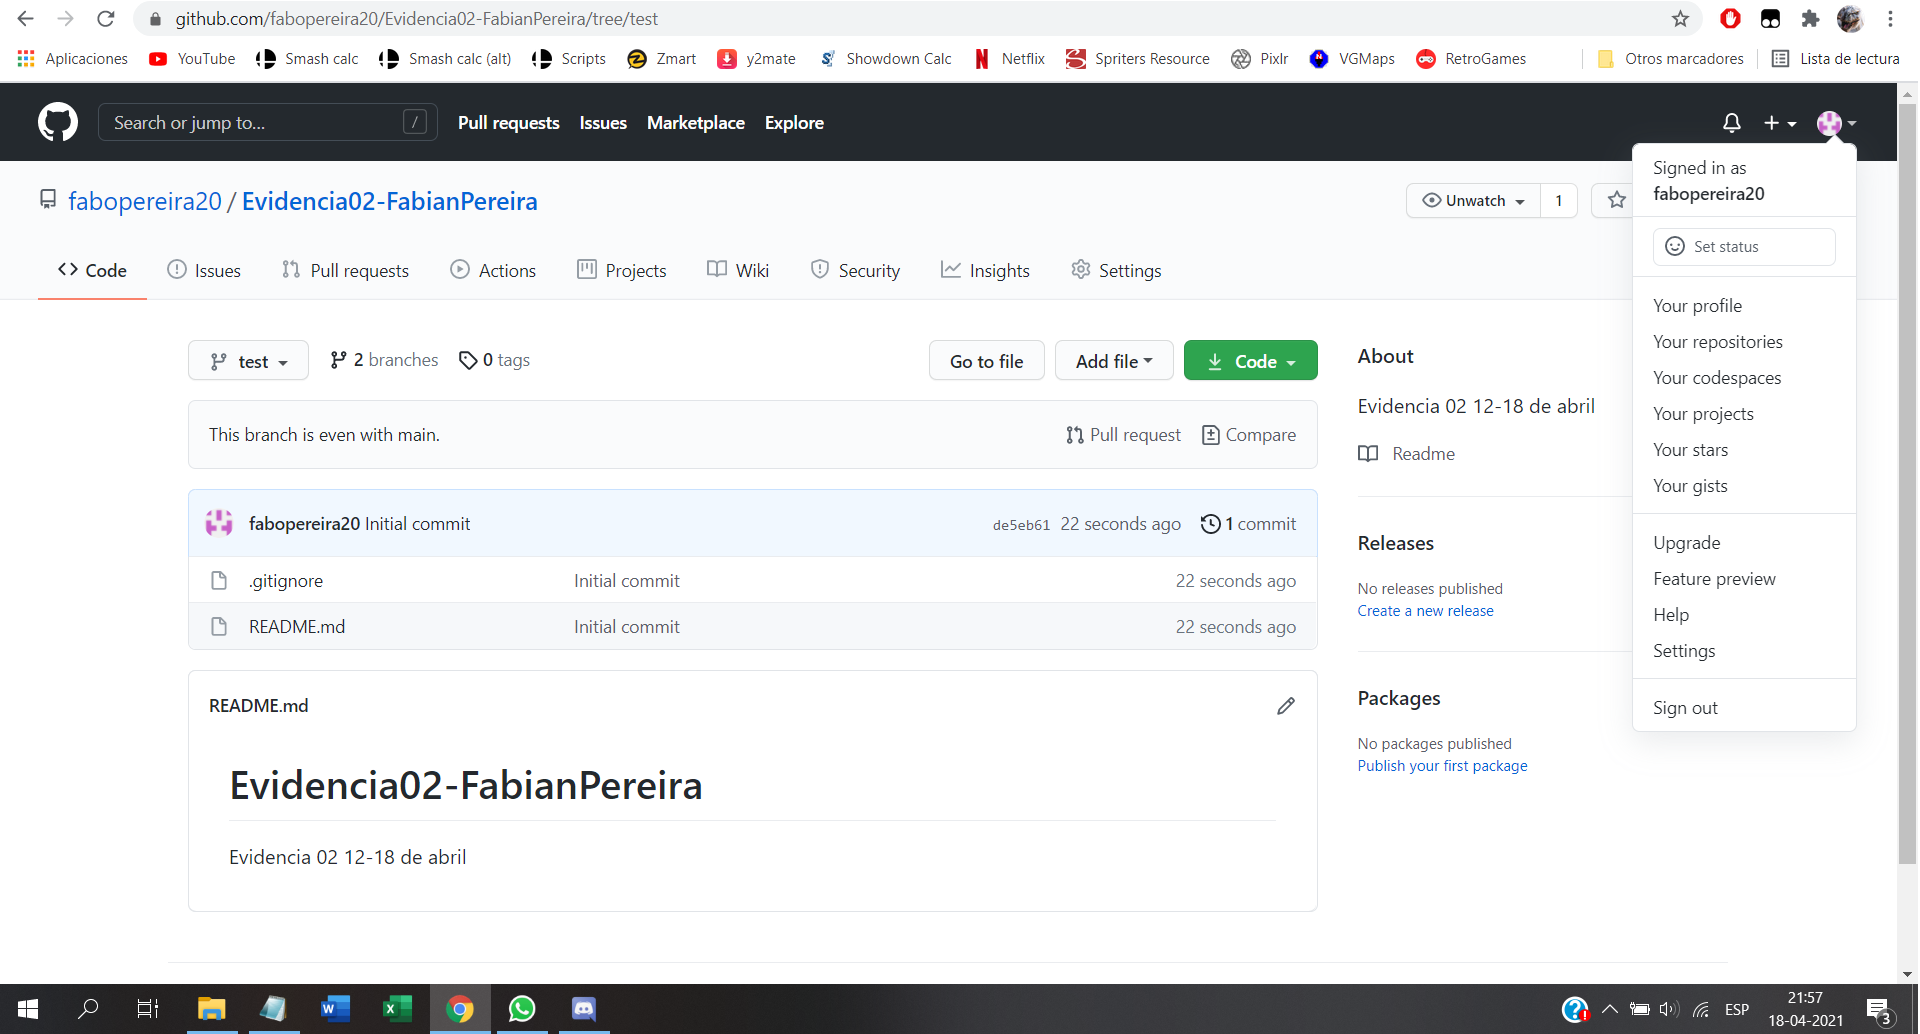 github.com/fabopereira20/Evidencia02-FabianPereira/tree/test
Aplicaciones YouTube Smash calc Smash calc (alt) Scripts Zmart y2mate Showdown Calc Netflix Spriters Resource Pixlr VGMaps RetroGames Otros marcadores Lista de lectura
Search or jump to... / Pull requests Issues Marketplace Explore
Signed in as
fabopereira20
Set status
Your profile
Your repositories
Your codespaces
Your projects
Your stars
Your gists
Upgrade
Feature preview
Help
Settings
Sign out
fabopereira20 / Evidencia02-FabianPereira
Unwatch 1
Code Issues Pull requests Actions Projects Wiki Security Insights Settings
test 2 branches 0 tags Go to file Add file Code
This branch is even with main. Pull request Compare
fabopereira20 Initial commit de5eb61 22 seconds ago 1 commit
.gitignore Initial commit 22 seconds ago
README.md Initial commit 22 seconds ago
README.md
Evidencia02-FabianPereira
Evidencia 02 12-18 de abril
About
Evidencia 02 12-18 de abril
Readme
Releases
No releases published
Create a new release
Packages
No packages published
Publish your first package
ESP
21:57
18-04-2021
3